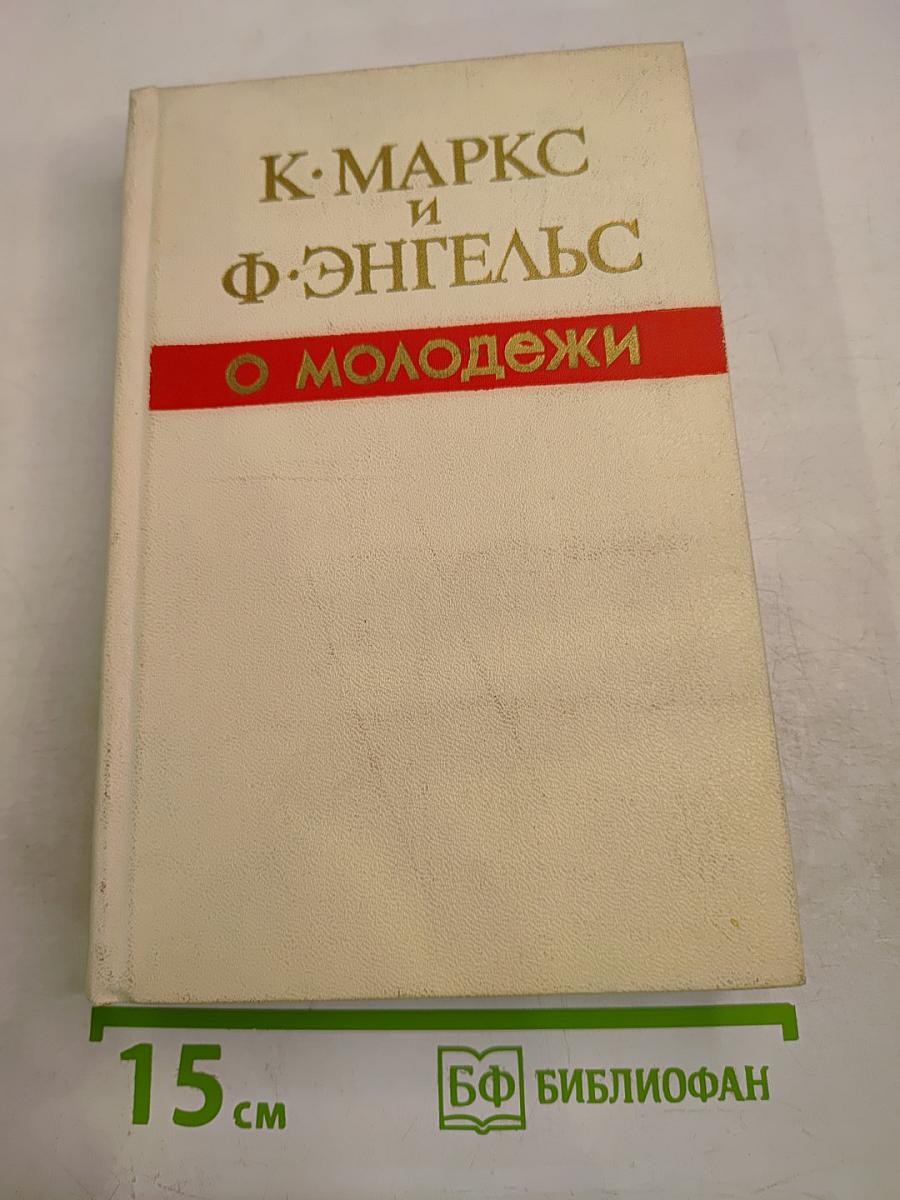 К·МАРКС
и
Ф·ЭНГЕЛЬС
о молодежи
15 см
БФ БИБЛИОФАН